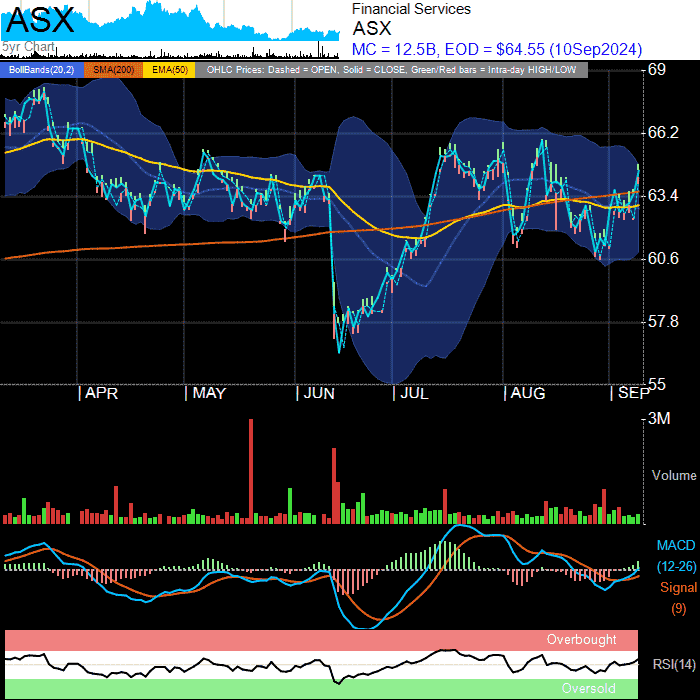 ASX
5yr Chart
Financial Services
ASX
MC = 12.5B, EOD = $64.55 (10Sep2024)
BollBands(20,2) SMA(200) EMA(50) OHLC Prices: Dashed = OPEN, Solid = CLOSE, Green/Red bars = Intra-day HIGH/LOW
69
66.2
63.4
60.6
57.8
55
APR MAY JUN JUL AUG SEP
3M
Volume
MACD
(12-26)
Signal
(9)
Overbought
RSI(14)
Oversold